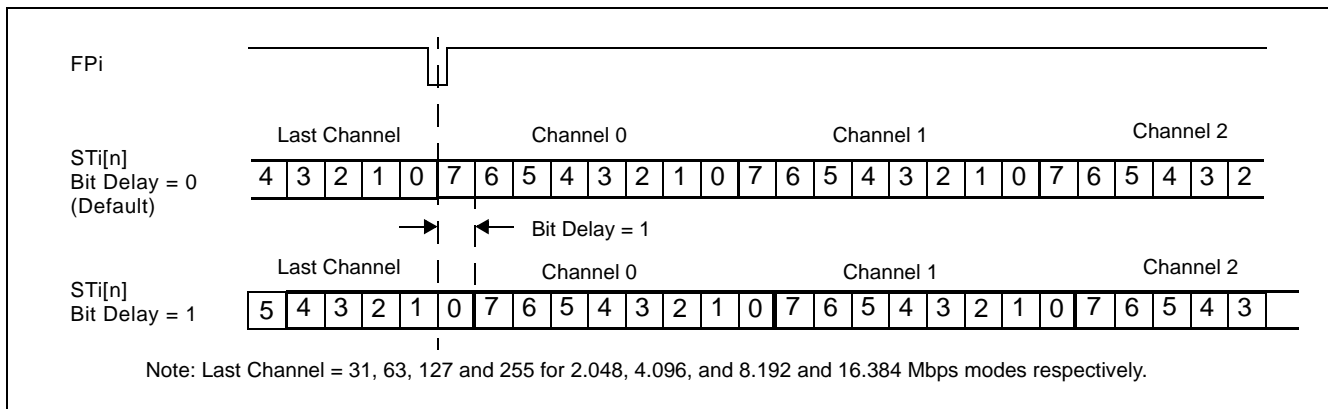 FPi
Last Channel Channel 0 Channel 1 Channel 2
STi[n]
Bit Delay = 0
(Default)
4 3 2 1 0 7 6 5 4 3 2 1 0 7 6 5 4 3 2 1 0 7 6 5 4 3 2
Bit Delay = 1
Last Channel Channel 0 Channel 1 Channel 2
STi[n]
Bit Delay = 1
5 4 3 2 1 0 7 6 5 4 3 2 1 0 7 6 5 4 3 2 1 0 7 6 5 4 3
Note: Last Channel = 31, 63, 127 and 255 for 2.048, 4.096, and 8.192 and 16.384 Mbps modes respectively.